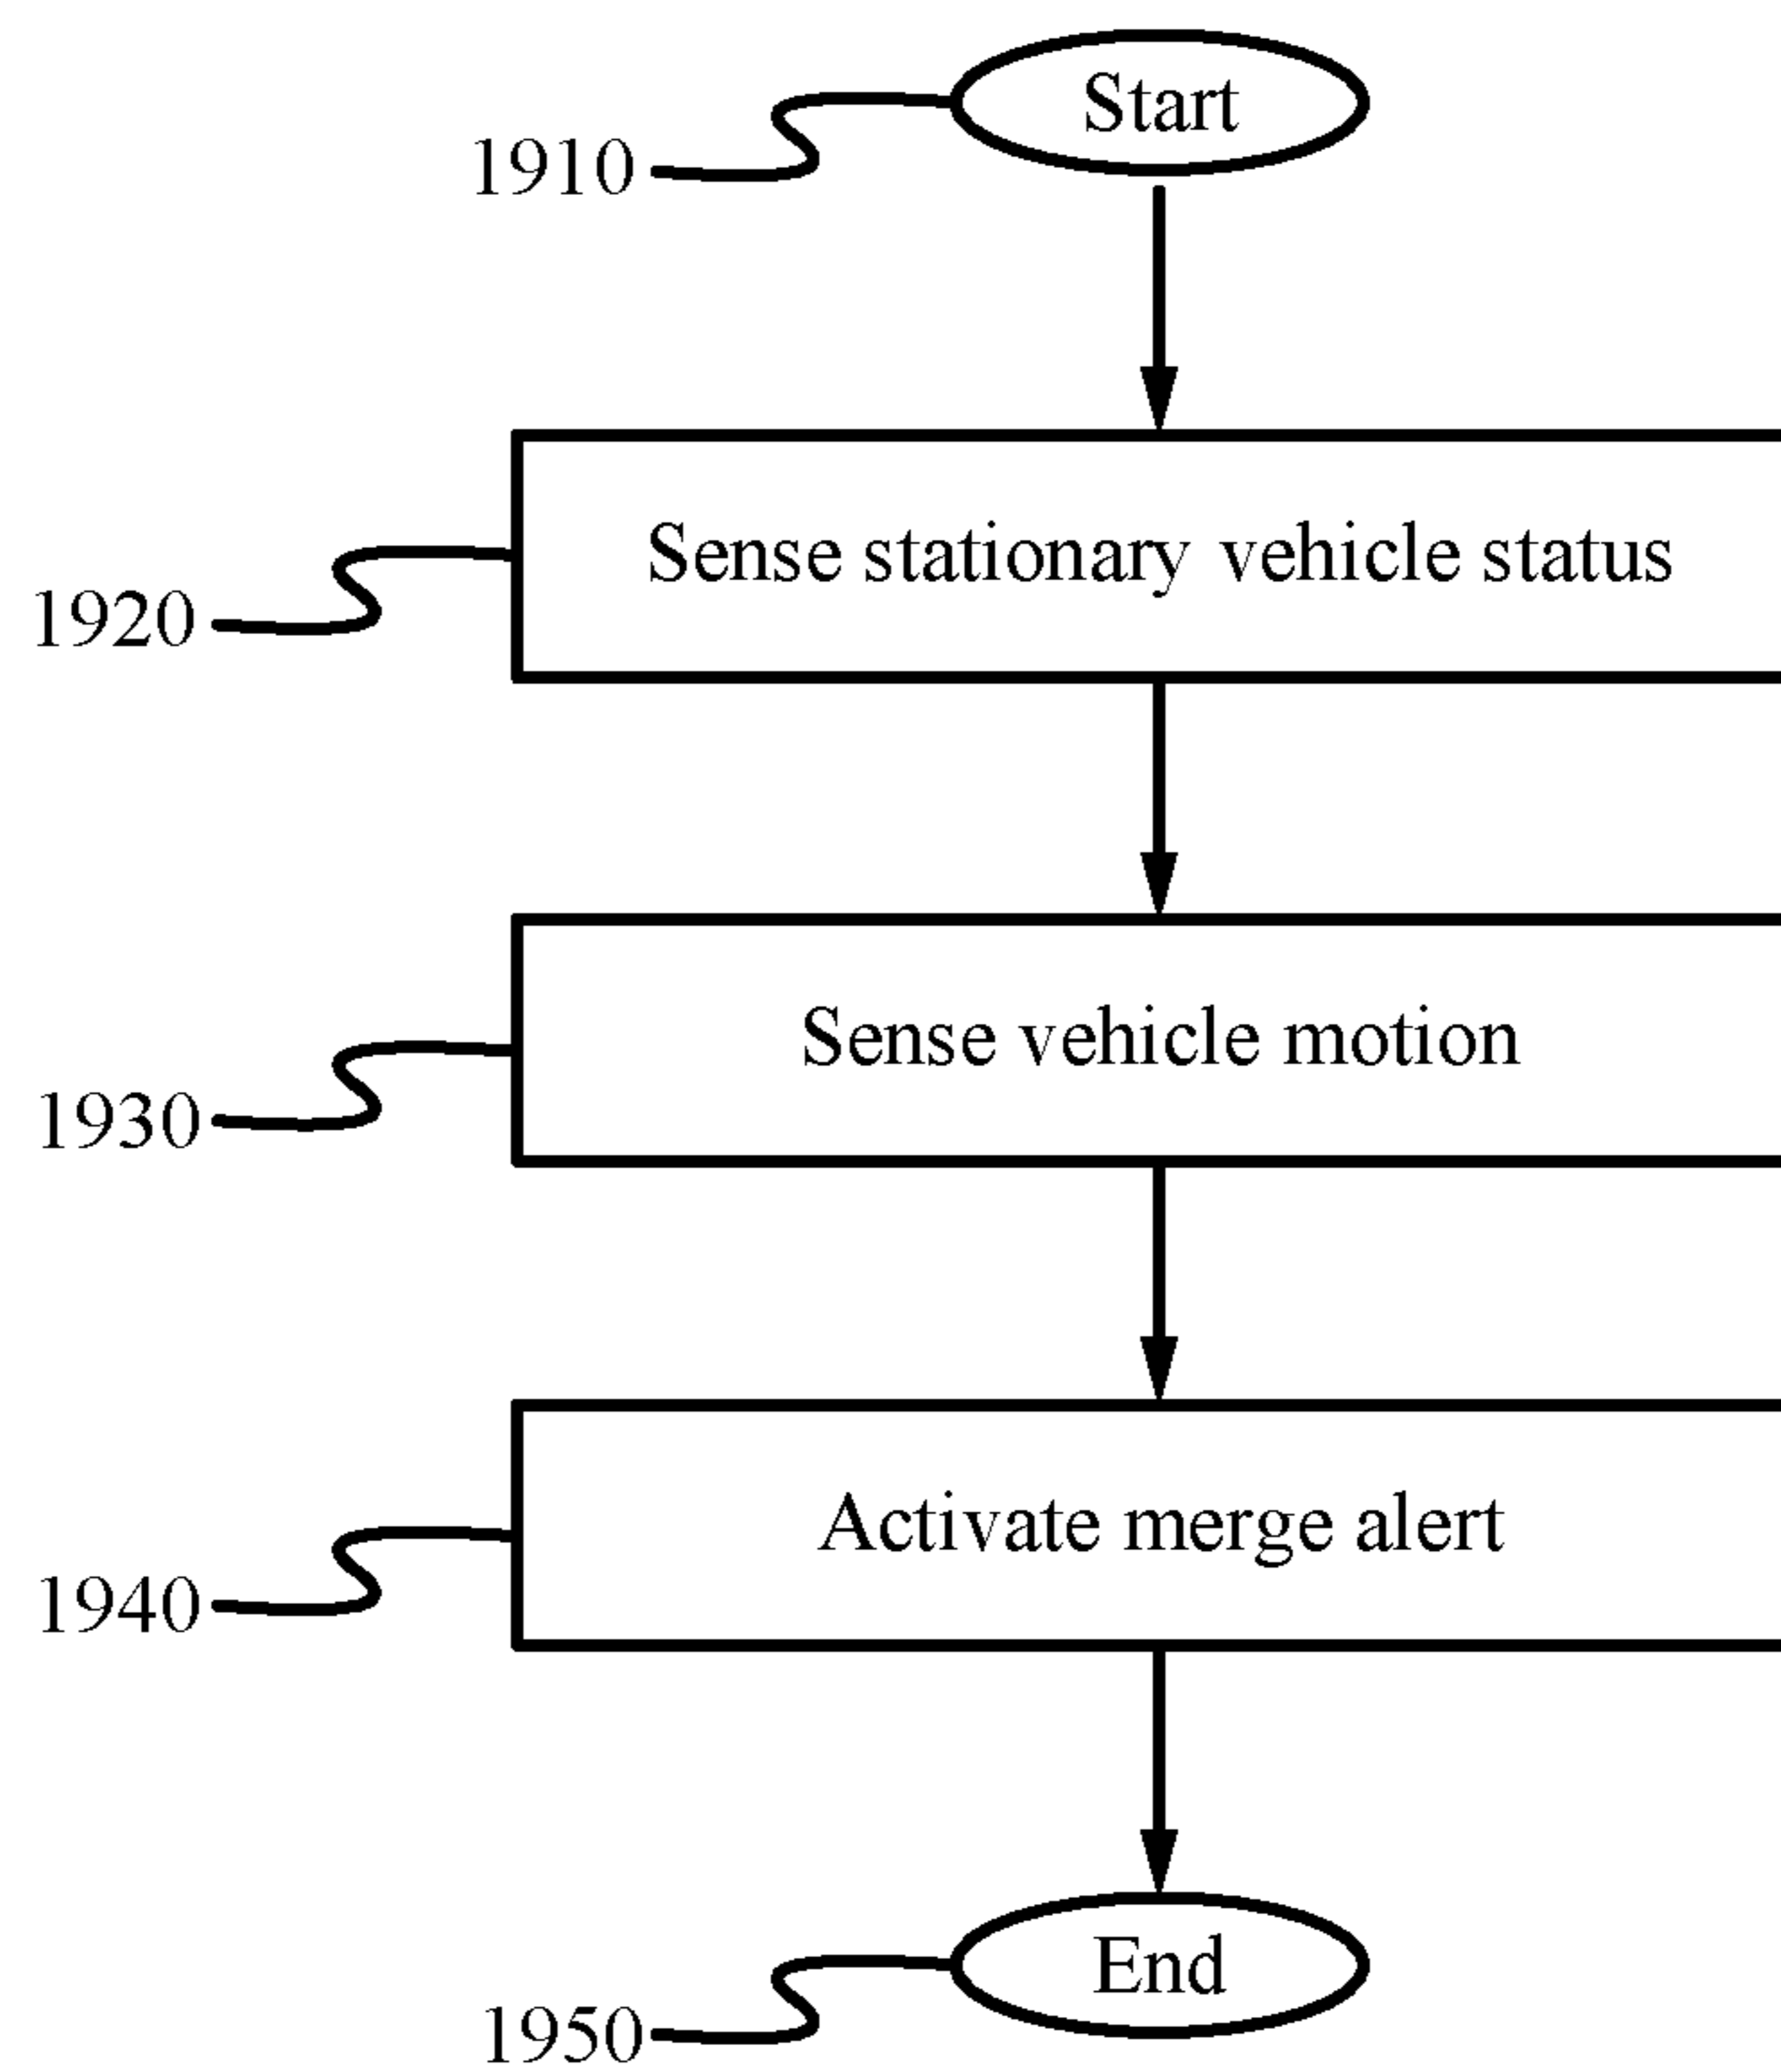 Start
1910
Sense stationary vehicle status
1920
Sense vehicle motion
1930
Activate merge alert
1940
End
1950